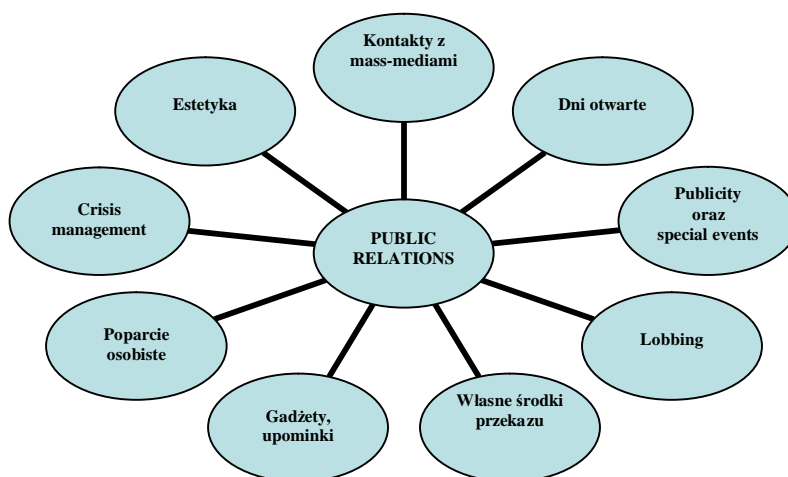 Kontakty z
mass-mediami
Estetyka
Dni otwarte
Crisis
management
Publicity
oraz
special events
PUBLIC
RELATIONS
Poparcie
osobiste
Lobbing
Gadżety,
upominki
Własne środki
przekazu